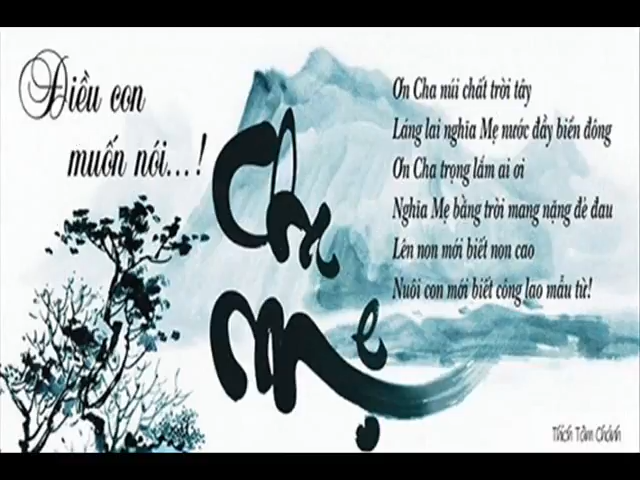 Điều con
muốn nói...!
Cha
Mẹ
Ơn Cha núi chất trời tây
Láng lai nghĩa Mẹ nước đầy biển đông
Ơn Cha trọng lắm ai ơi
Nghĩa Mẹ bằng trời mang nặng đẻ đau
Lên non mới biết non cao
Nuôi con mới biết công lao mẫu từ!
Thích Tâm Chánh